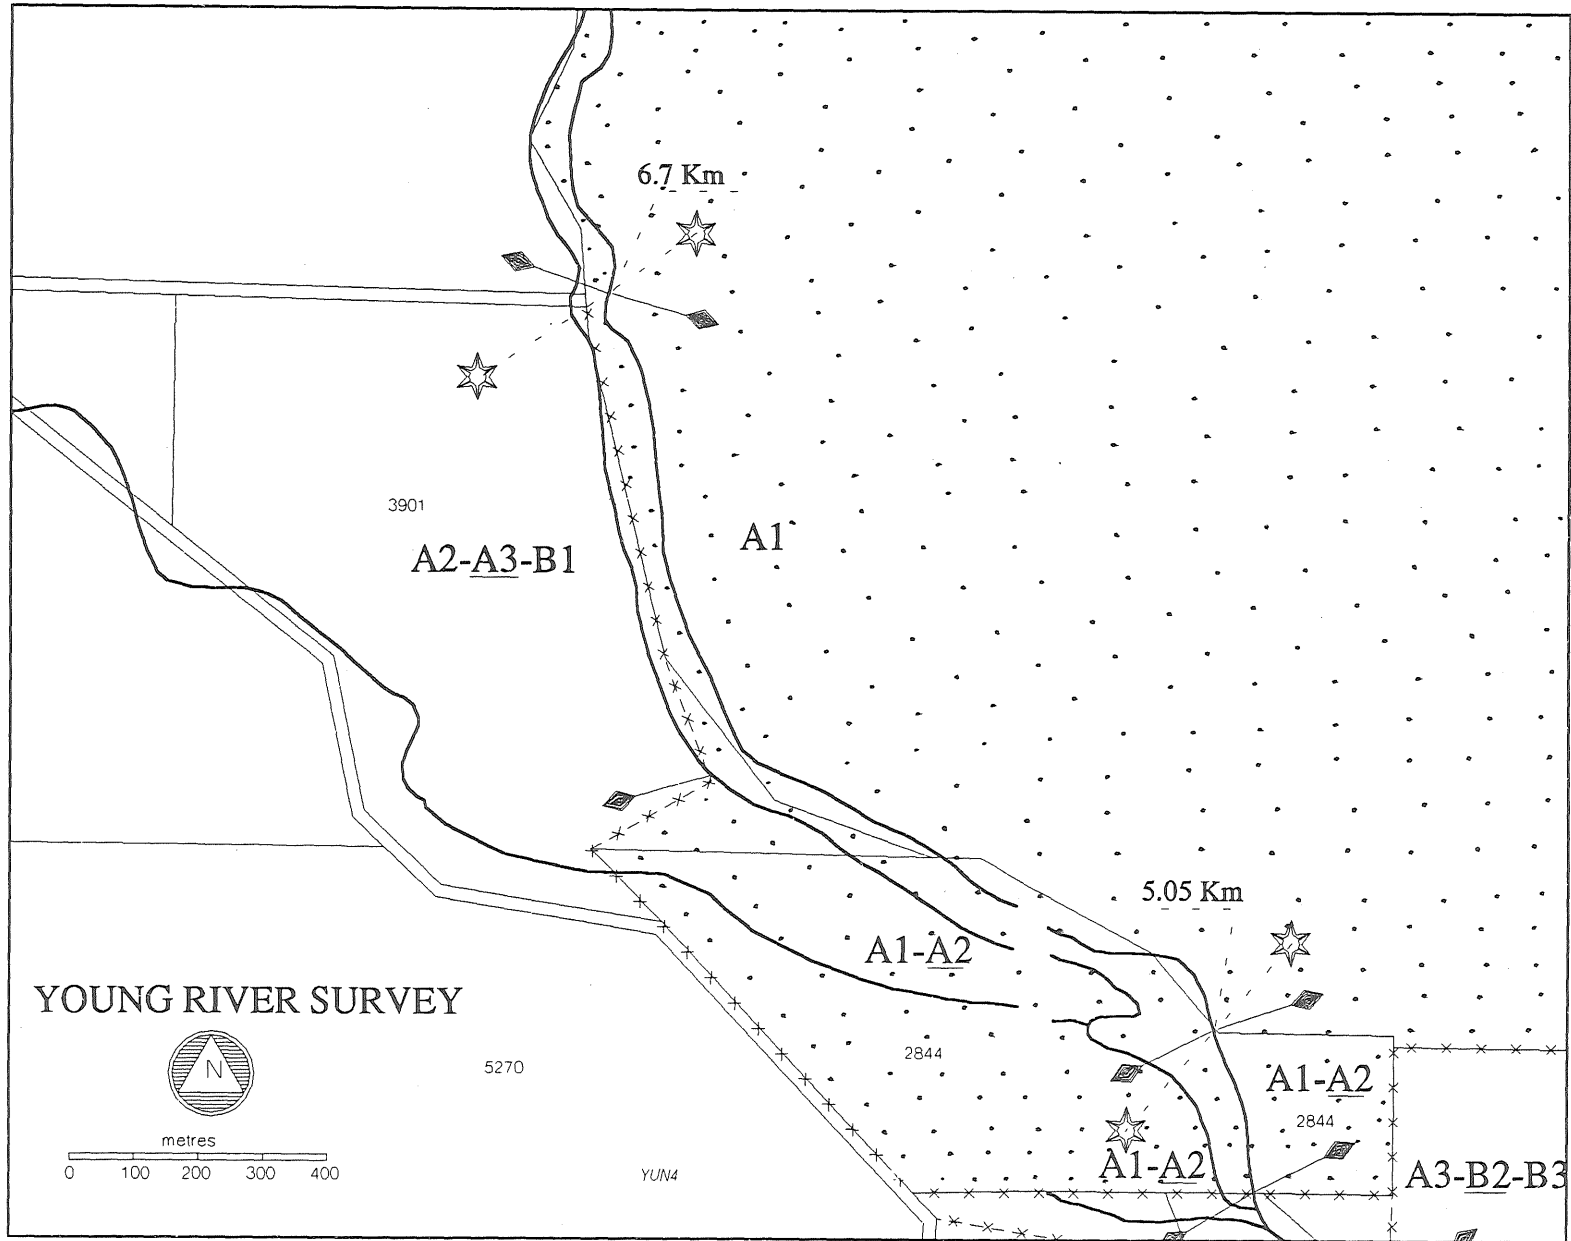 6.7 Km
3901
A1
A2-A3-B1
5.05 Km
A1-A2
YOUNG RIVER SURVEY
N
5270
2844
A1-A2
2844
metres
0 100 200 300 400
YUN4
A1-A2
A3-B2-B3